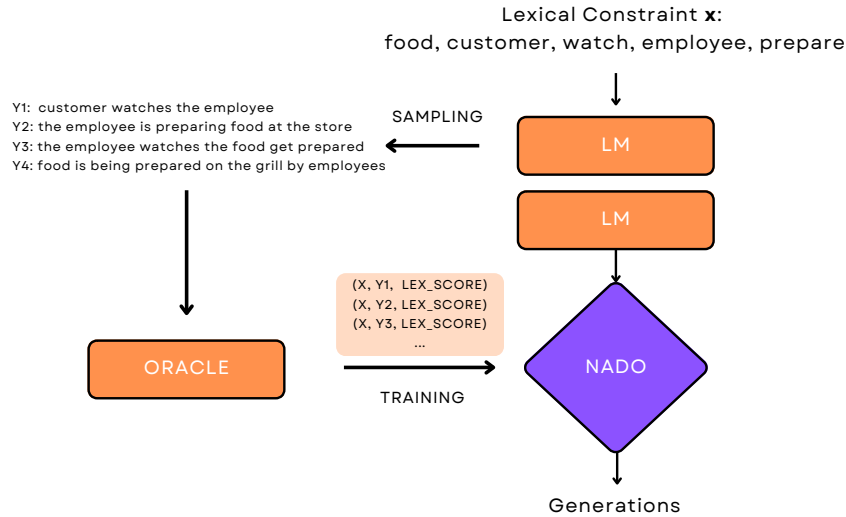 Lexical Constraint x:
food, customer, watch, employee, prepare
LM
SAMPLING
Y1: customer watches the employee
Y2: the employee is preparing food at the store
Y3: the employee watches the food get prepared
Y4: food is being prepared on the grill by employees
LM
ORACLE
(X, Y1, LEX_SCORE)
(X, Y2, LEX_SCORE)
(X, Y3, LEX_SCORE)
...
TRAINING
NADO
Generations